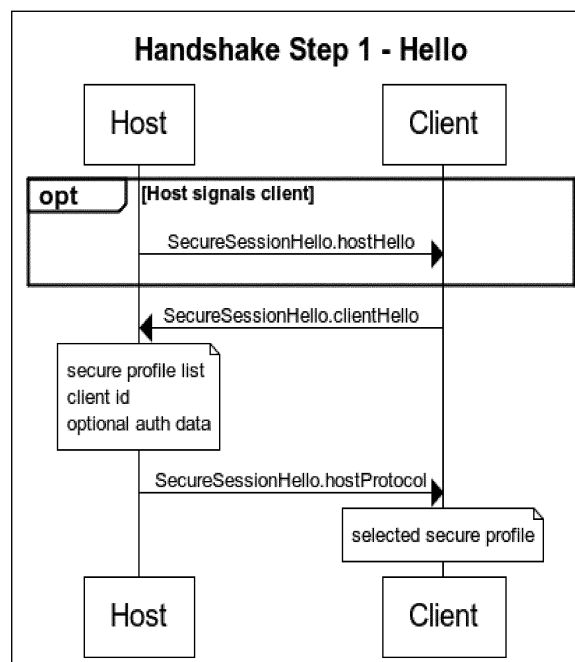 Handshake Step 1 - Hello
Host
Client
opt
[Host signals client]
SecureSessionHello.hostHello
SecureSessionHello.clientHello
secure profile list
client id
optional auth data
SecureSessionHello.hostProtocol
selected secure profile
Host
Client